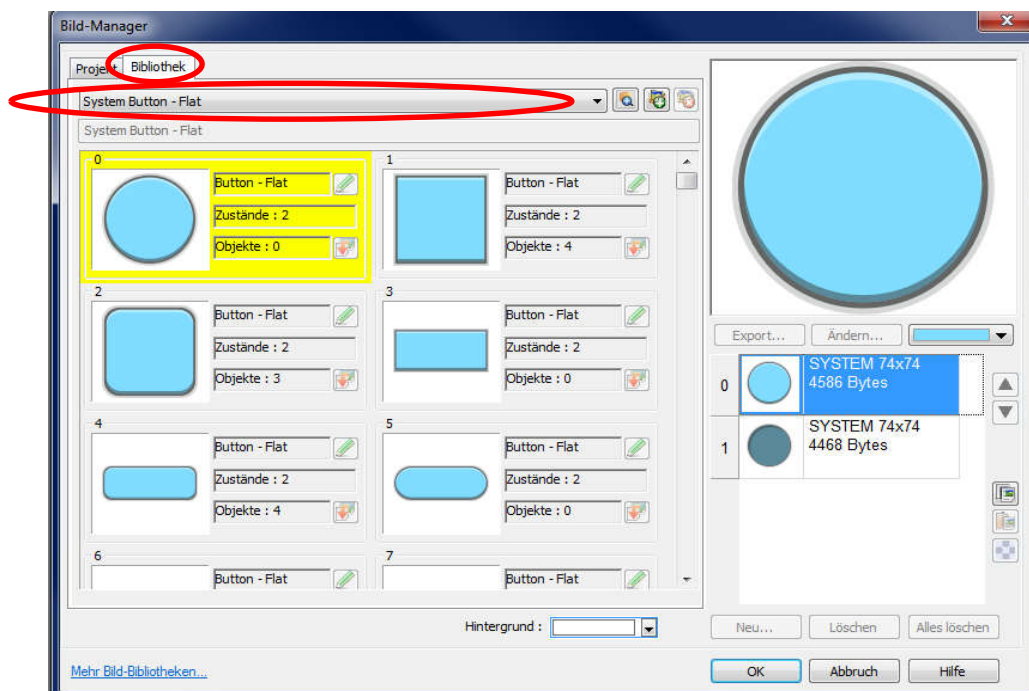 Bild-Manager
Projekt Bibliothek
System Button - Flat
System Button - Flat
0
Button - Flat
Zustände : 2
Objekte : 0
1
Button - Flat
Zustände : 2
Objekte : 4
2
Button - Flat
Zustände : 2
Objekte : 3
3
Button - Flat
Zustände : 2
Objekte : 0
4
Button - Flat
Zustände : 2
Objekte : 4
5
Button - Flat
Zustände : 2
Objekte : 0
6
Button - Flat
7
Button - Flat
Hintergrund :
Mehr Bild-Bibliotheken...
Export... Ändern...
0
SYSTEM 74x74
4586 Bytes
1
SYSTEM 74x74
4468 Bytes
Neu... Löschen Alles löschen
OK Abbruch Hilfe